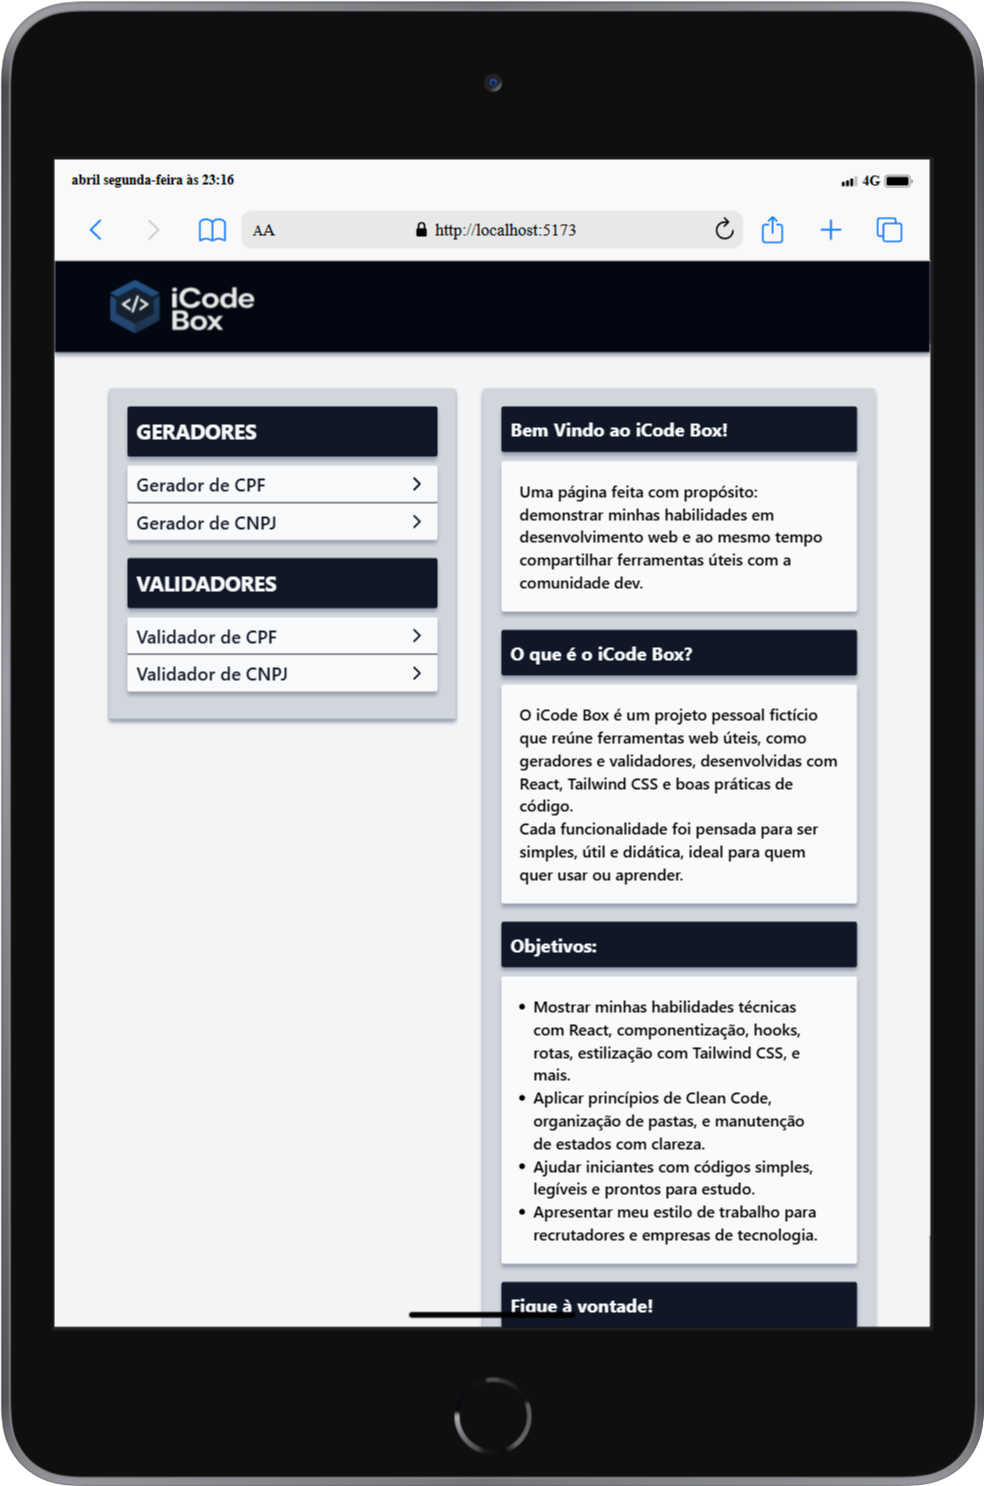 abril segunda-feira às 23:16
4G
AA
http://localhost:5173
</>
iCode
Box
GERADORES
Gerador de CPF
Gerador de CNPJ
VALIDADORES
Validador de CPF
Validador de CNPJ
Bem Vindo ao iCode Box!
Uma página feita com propósito:
demonstrar minhas habilidades em
desenvolvimento web e ao mesmo tempo
compartilhar ferramentas úteis com a
comunidade dev.
O que é o iCode Box?
O iCode Box é um projeto pessoal fictício
que reúne ferramentas web úteis, como
geradores e validadores, desenvolvidas com
React, Tailwind CSS e boas práticas de
código.
Cada funcionalidade foi pensada para ser
simples, útil e didática, ideal para quem
quer usar ou aprender.
Objetivos:
• Mostrar minhas habilidades técnicas
com React, componentização, hooks,
rotas, estilização com Tailwind CSS, e
mais.
• Aplicar princípios de Clean Code,
organização de pastas, e manutenção
de estados com clareza.
• Ajudar iniciantes com códigos simples,
legíveis e prontos para estudo.
• Apresentar meu estilo de trabalho para
recrutadores e empresas de tecnologia.
Fique à vontade!